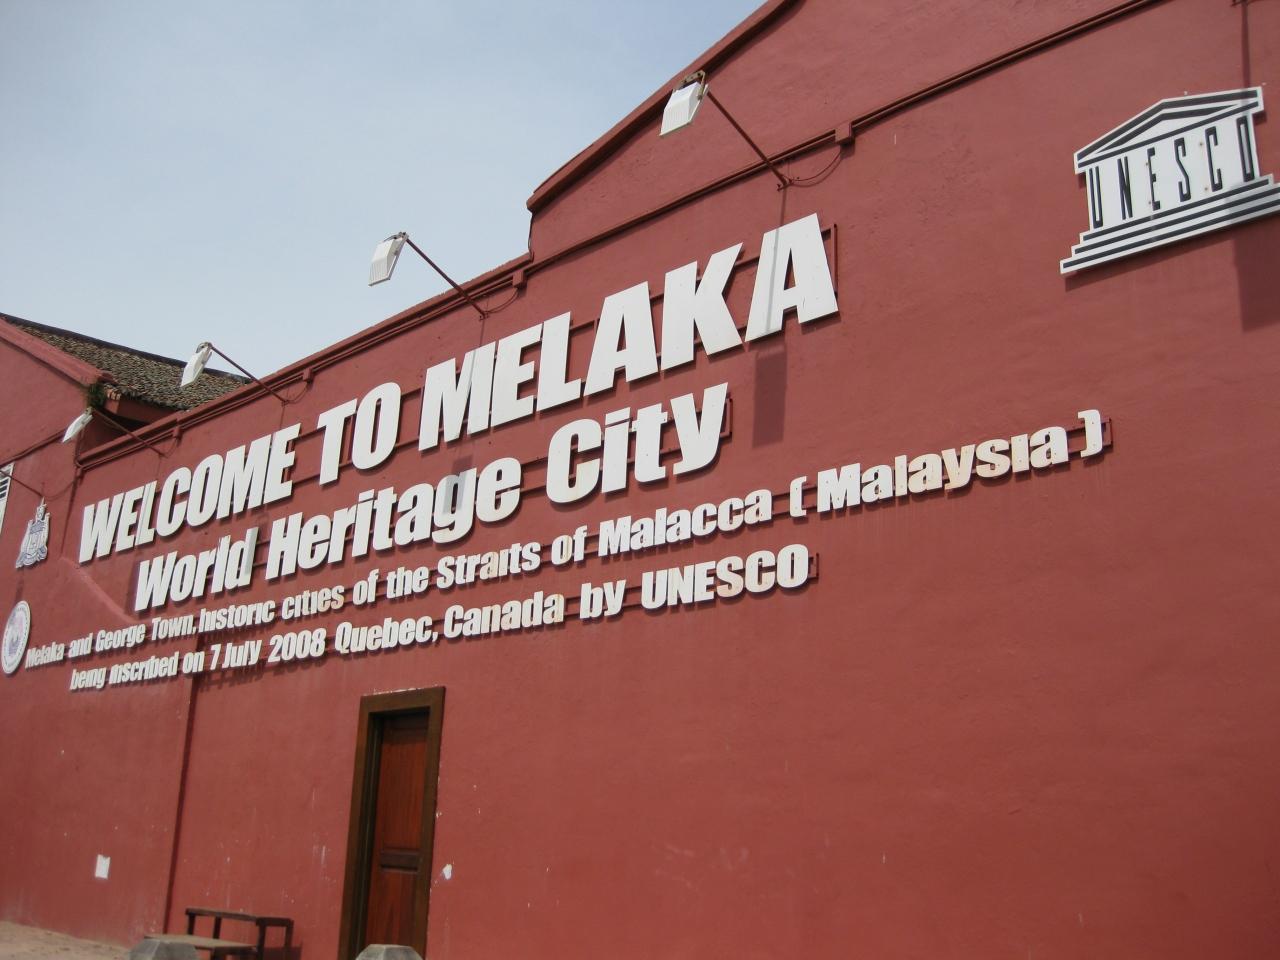 UNESCO
WELCOME TO MELAKA
World Heritage City
Melaka and George Town, historic cities of the Straits of Malacca (Malaysia)
being inscribed on 7 July 2008 Quebec, Canada by UNESCO